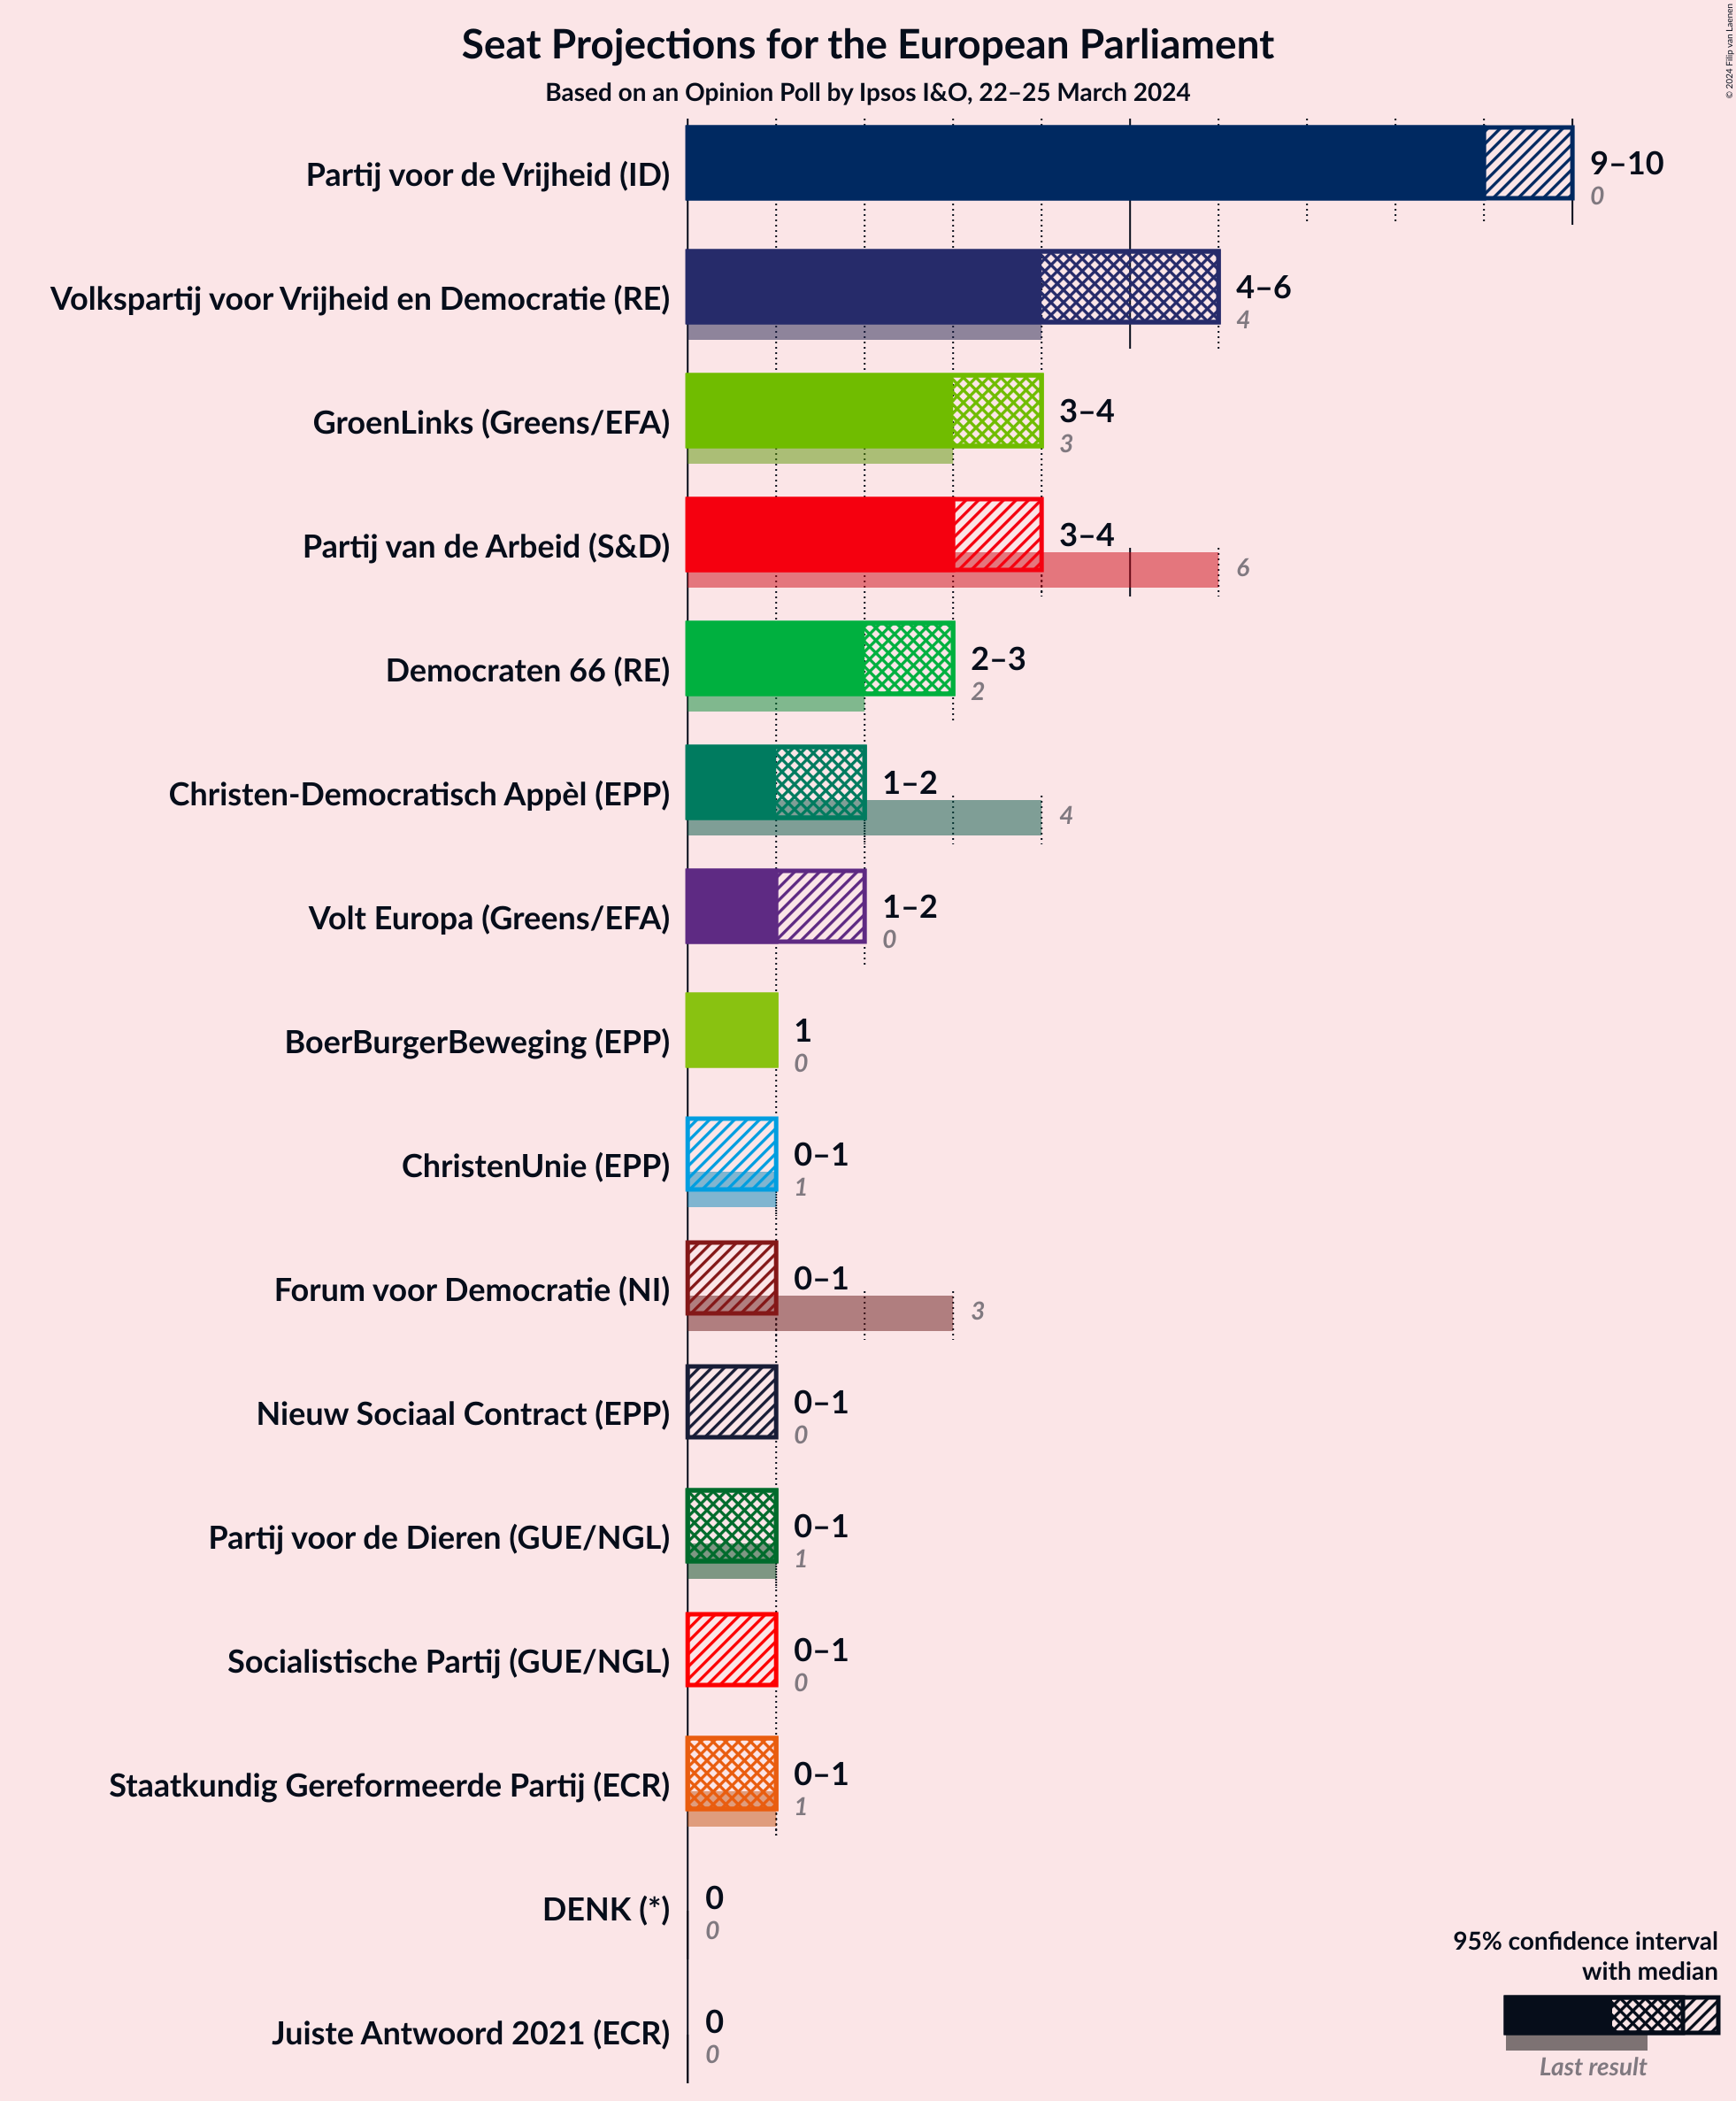 Seat Projections for the European Parliament
Based on an Opinion Poll by Ipsos I&O, 22–25 March 2024
© 2024 Filip van Laenen
Partij voor de Vrijheid (ID)
9–10
0
Volkspartij voor Vrijheid en Democratie (RE)
4–6
4
GroenLinks (Greens/EFA)
3–4
3
Partij van de Arbeid (S&D)
3–4
6
Democraten 66 (RE)
2–3
2
Christen-Democratisch Appèl (EPP)
1–2
4
Volt Europa (Greens/EFA)
1–2
0
BoerBurgerBeweging (EPP)
1
0
ChristenUnie (EPP)
0–1
1
Forum voor Democratie (NI)
0–1
3
Nieuw Sociaal Contract (EPP)
0–1
0
Partij voor de Dieren (GUE/NGL)
0–1
1
Socialistische Partij (GUE/NGL)
0–1
0
Staatkundig Gereformeerde Partij (ECR)
0–1
1
DENK (*)
0
0
Juiste Antwoord 2021 (ECR)
0
0
95% confidence interval
with median
Last result